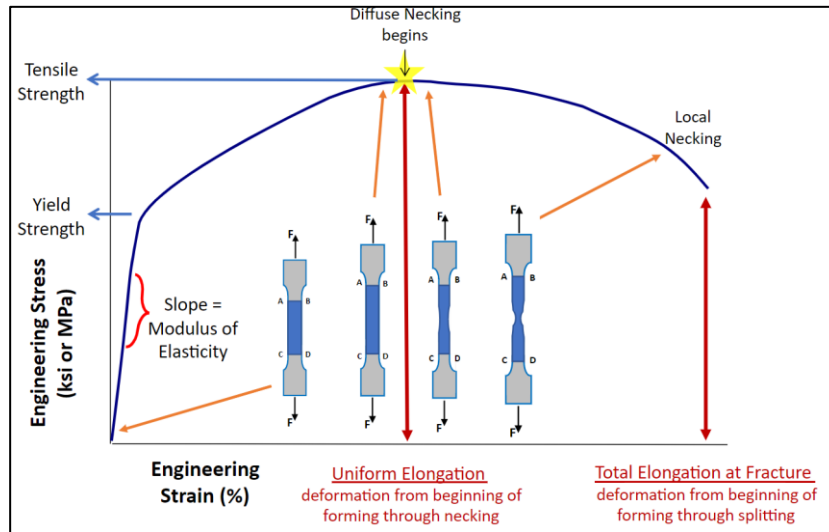 Diffuse Necking
begins
Tensile
Strength
Local
Necking
Yield
Strength
F
F
F
F
A B
A B
A B
A B
Slope =
Modulus of
Elasticity
C D
C D
C D
C D
F
F
F
F
Engineering Stress
(ksi or MPa)
Engineering
Strain (%)
Uniform Elongation
deformation from beginning of
forming through necking
Total Elongation at Fracture
deformation from beginning of
forming through splitting